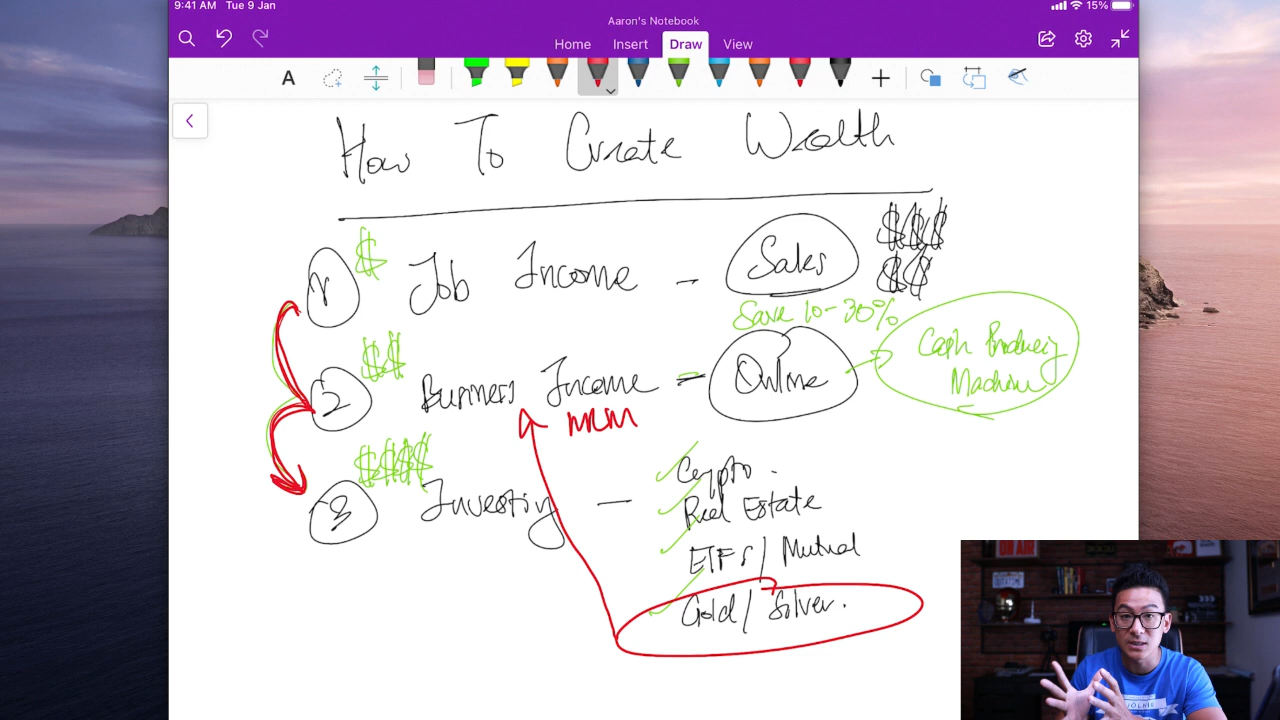 9:41 AM Tue 9 Jan
15%
Aaron's Notebook
Home Insert Draw View
A
How To Create Wealth
$ $$$
1 Job Income - Sales $$
Save 10-30%
$$
2 Business Income - Online
Cash Producing
Machine
MRM
$$$$
3 Investing - Crypto
Real Estate
ETFs / Mutual
Gold / Silver.